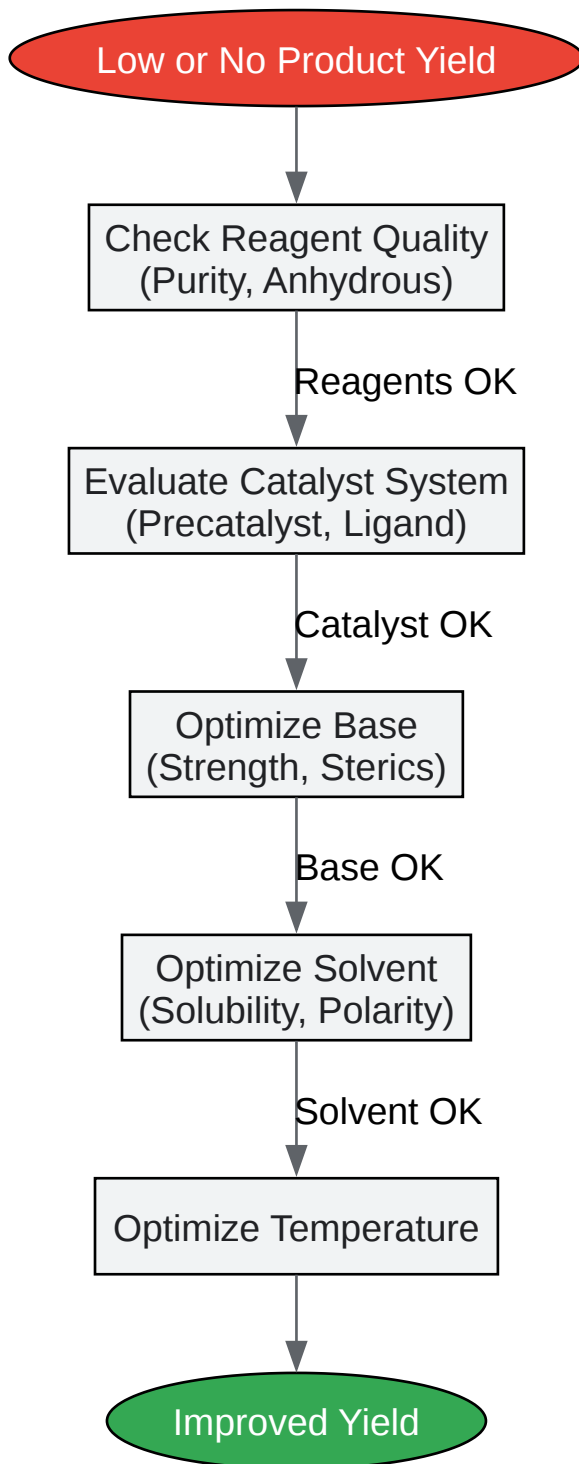 Low or No Product Yield
Check Reagent Quality
(Purity, Anhydrous)
Reagents OK
Evaluate Catalyst System
(Precatalyst, Ligand)
Catalyst OK
Optimize Base
(Strength, Sterics)
Base OK
Optimize Solvent
(Solubility, Polarity)
Solvent OK
Optimize Temperature
Improved Yield